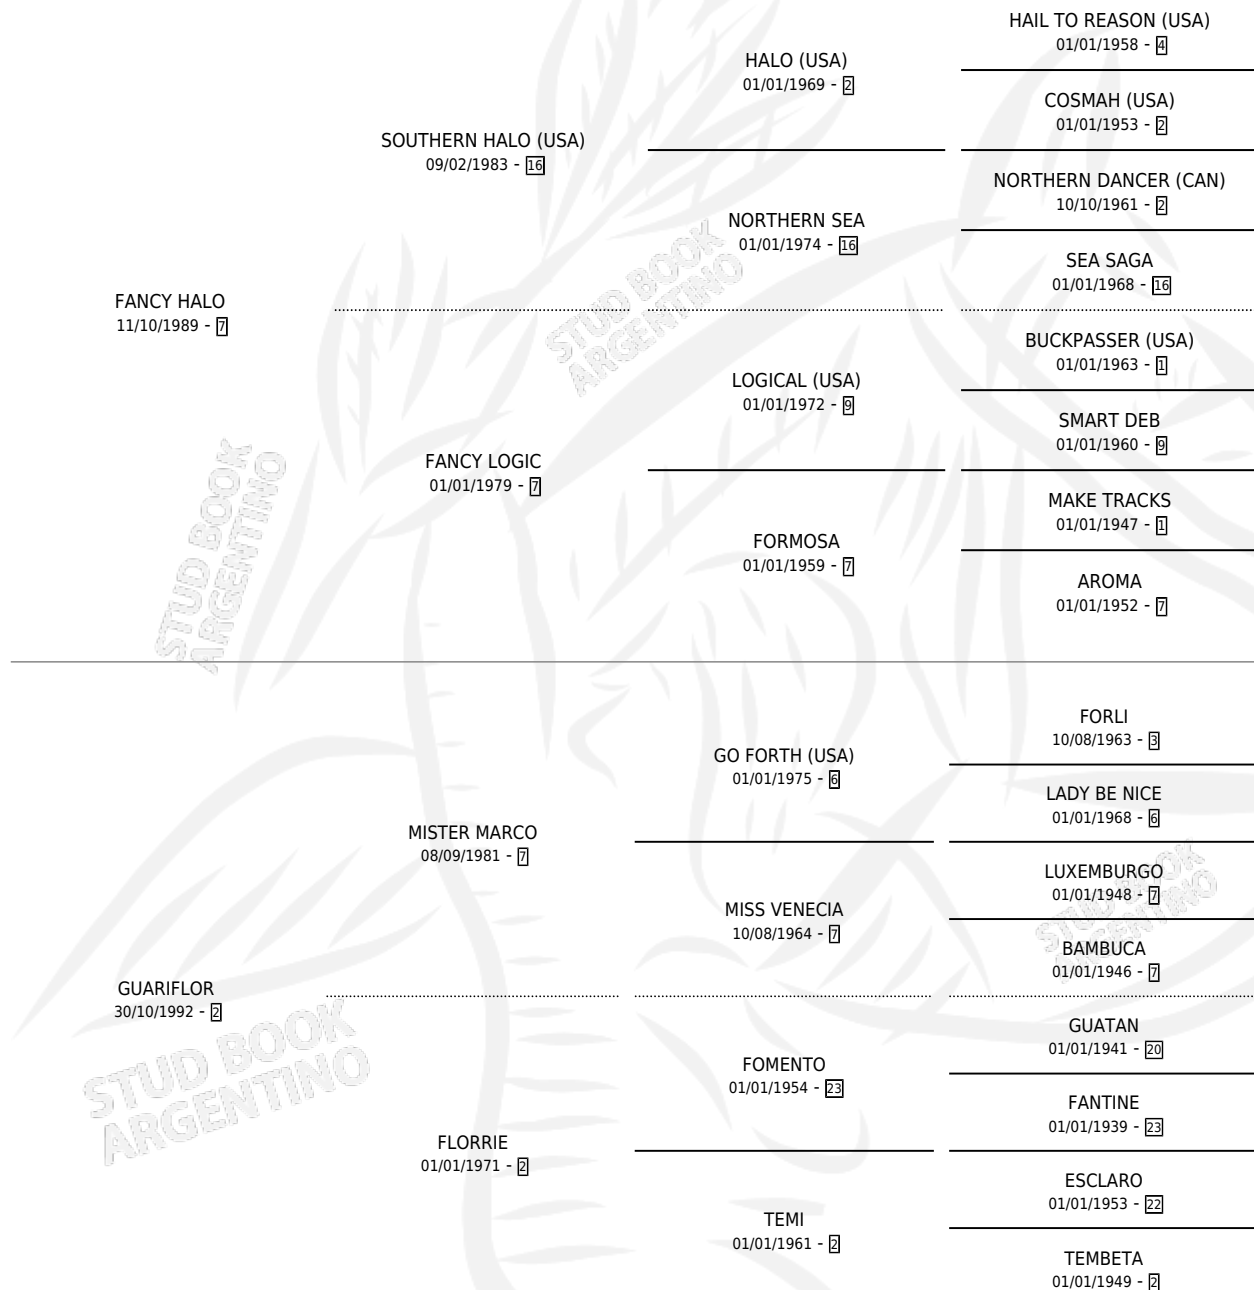 HAIL TO REASON (USA)
01/01/1958 - 4
HALO (USA)
01/01/1969 - 2
COSMAH (USA)
01/01/1953 - 2
SOUTHERN HALO (USA)
09/02/1983 - 16
NORTHERN DANCER (CAN)
10/10/1961 - 2
NORTHERN SEA
01/01/1974 - 16
SEA SAGA
01/01/1968 - 16
FANCY HALO
11/10/1989 - 7
BUCKPASSER (USA)
01/01/1963 - 1
LOGICAL (USA)
01/01/1972 - 9
SMART DEB
01/01/1960 - 9
FANCY LOGIC
01/01/1979 - 7
MAKE TRACKS
01/01/1947 - 1
FORMOSA
01/01/1959 - 7
AROMA
01/01/1952 - 7
FORLI
10/08/1963 - 3
GO FORTH (USA)
01/01/1975 - 6
LADY BE NICE
01/01/1968 - 6
MISTER MARCO
08/09/1981 - 7
LUXEMBURGO
01/01/1948 - 7
MISS VENECIA
10/08/1964 - 7
BAMBUCA
01/01/1946 - 7
GUARIFLOR
30/10/1992 - 2
GUATAN
01/01/1941 - 20
FOMENTO
01/01/1954 - 23
FANTINE
01/01/1939 - 23
FLORRIE
01/01/1971 - 2
ESCLARO
01/01/1953 - 22
TEMI
01/01/1961 - 2
TEMBETA
01/01/1949 - 2
STUD BOOK
ARGENTINO
STUD BOOK
ARGENTINO
STUD BOOK
ARGENTINO
STUD BOOK
ARGENTINO